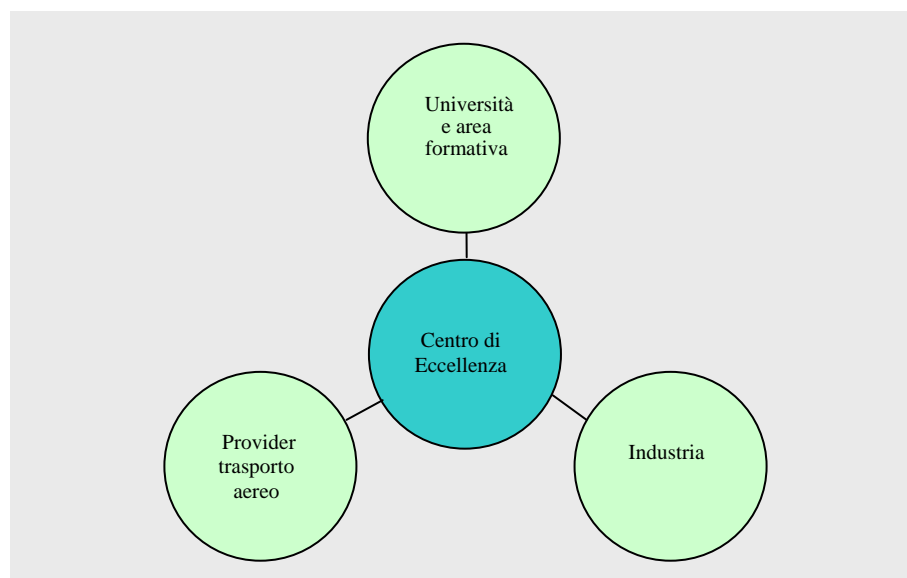 Università
e area
formativa
Centro di
Eccellenza
Provider
trasporto
aereo
Industria